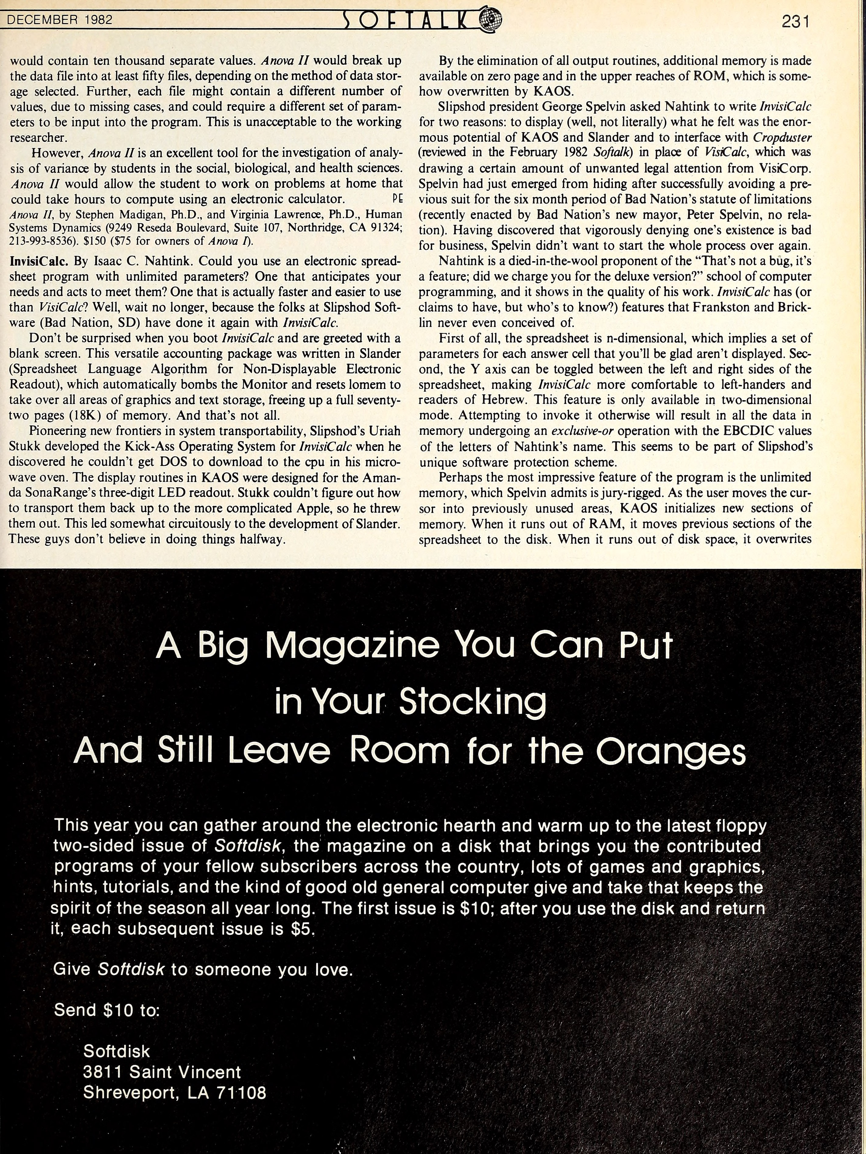 DECEMBER 1982
SOFTALK
231
would contain ten thousand separate values. Anova II would break up
the data file into at least fifty files, depending on the method of data stor-
age selected. Further, each file might contain a different number of
values, due to missing cases, and could require a different set of param-
eters to be input into the program. This is unacceptable to the working
researcher.
However, Anova II is an excellent tool for the investigation of analy-
sis of variance by students in the social, biological, and health sciences.
Anova II would allow the student to work on problems at home that
could take hours to compute using an electronic calculator. PE
Anova II, by Stephen Madigan, Ph.D., and Virginia Lawrence, Ph.D., Human
Systems Dynamics (9249 Reseda Boulevard, Suite 107, Northridge, CA 91324;
213-993-8536). $150 ($75 for owners of Anova I).
InvisiCalc. By Isaac C. Nahtink. Could you use an electronic spread-
sheet program with unlimited parameters? One that anticipates your
needs and acts to meet them? One that is actually faster and easier to use
than VisiCalc? Well, wait no longer, because the folks at Slipshod Soft-
ware (Bad Nation, SD) have done it again with InvisiCalc.
Don't be surprised when you boot InvisiCalc and are greeted with a
blank screen. This versatile accounting package was written in Slander
(Spreadsheet Language Algorithm for Non-Displayable Electronic
Readout), which automatically bombs the Monitor and resets lomem to
take over all areas of graphics and text storage, freeing up a full seventy-
two pages (18K) of memory. And that's not all.
Pioneering new frontiers in system transportability, Slipshod's Uriah
Stukk developed the Kick-Ass Operating System for InvisiCalc when he
discovered he couldn't get DOS to download to the cpu in his micro-
wave oven. The display routines in KAOS were designed for the Aman-
da SonaRange's three-digit LED readout. Stukk couldn't figure out how
to transport them back up to the more complicated Apple, so he threw
them out. This led somewhat circuitously to the development of Slander.
These guys don't believe in doing things halfway.
By the elimination of all output routines, additional memory is made
available on zero page and in the upper reaches of ROM, which is some-
how overwritten by KAOS.
Slipshod president George Spelvin asked Nahtink to write InvisiCalc
for two reasons: to display (well, not literally) what he felt was the enor-
mous potential of KAOS and Slander and to interface with Cropduster
(reviewed in the February 1982 Softalk) in place of VisiCalc, which was
drawing a certain amount of unwanted legal attention from VisiCorp.
Spelvin had just emerged from hiding after successfully avoiding a pre-
vious suit for the six month period of Bad Nation's statute of limitations
(recently enacted by Bad Nation's new mayor, Peter Spelvin, no rela-
tion). Having discovered that vigorously denying one's existence is bad
for business, Spelvin didn't want to start the whole process over again.
Nahtink is a died-in-the-wool proponent of the "That's not a bug, it's
a feature; did we charge you for the deluxe version?" school of computer
programming, and it shows in the quality of his work. InvisiCalc has (or
claims to have, but who's to know?) features that Frankston and Brick-
lin never even conceived of.
First of all, the spreadsheet is n-dimensional, which implies a set of
parameters for each answer cell that you'll be glad aren't displayed. Sec-
ond, the Y axis can be toggled between the left and right sides of the
spreadsheet, making InvisiCalc more comfortable to left-handers and
readers of Hebrew. This feature is only available in two-dimensional
mode. Attempting to invoke it otherwise will result in all the data in
memory undergoing an exclusive-or operation with the EBCDIC values
of the letters of Nahtink's name. This seems to be part of Slipshod's
unique software protection scheme.
Perhaps the most impressive feature of the program is the unlimited
memory, which Spelvin admits is jury-rigged. As the user moves the cur-
sor into previously unused areas, KAOS initializes new sections of
memory. When it runs out of RAM, it moves previous sections of the
spreadsheet to the disk. When it runs out of disk space, it overwrites
A Big Magazine You Can Put
in Your Stocking
And Still Leave Room for the Oranges
This year you can gather around the electronic hearth and warm up to the latest floppy
two-sided issue of Softdisk, the magazine on a disk that brings you the contributed
programs of your fellow subscribers across the country, lots of games and graphics,
hints, tutorials, and the kind of good old general computer give and take that keeps the
spirit of the season all year long. The first issue is $10; after you use the disk and return
it, each subsequent issue is $5.
Give Softdisk to someone you love.
Send $10 to:
Softdisk
3811 Saint Vincent
Shreveport, LA 71108